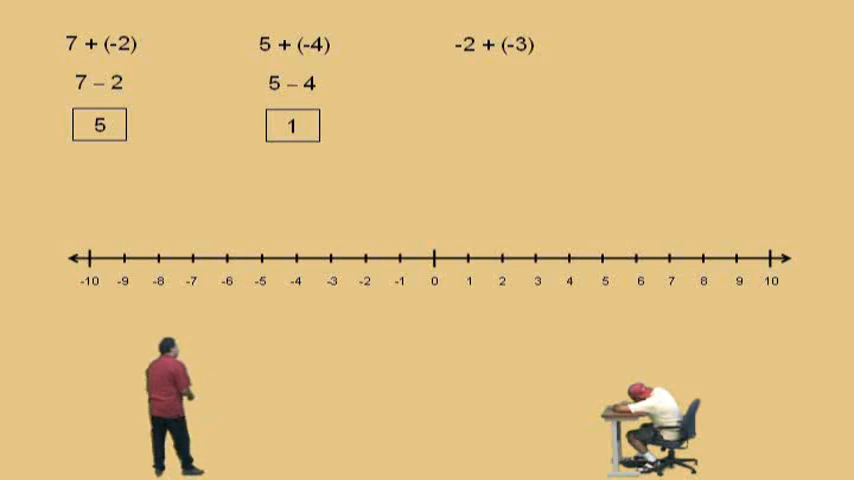 7 + (-2) 5 + (-4) -2 + (-3)
7 – 2 5 – 4
5 1
-10 -9 -8 -7 -6 -5 -4 -3 -2 -1 0 1 2 3 4 5 6 7 8 9 10